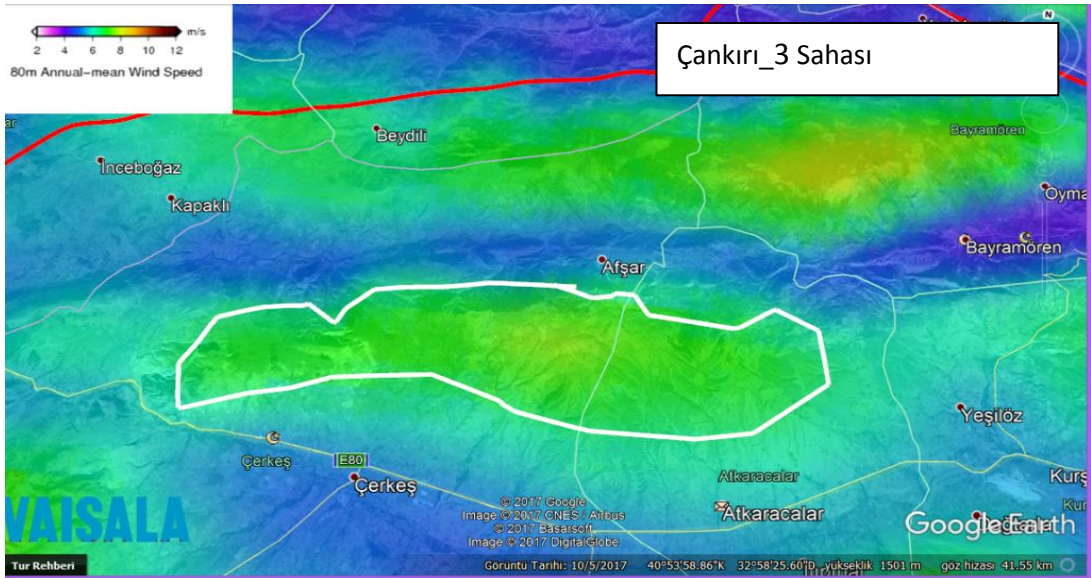 m/s
2 4 6 8 10 12
80m Annual-mean Wind Speed
Çankırı_3 Sahası
N
Beydili
Bayramören
İnceboğaz
Kapaklı
Oyma
Bayramören
Afşar
Yeşilöz
Çerkeş
E80
Çerkeş
Atkaracalar
Kurş
Atkaracalar
VAISALA
© 2017 Google
Image © 2017 CNES / Airbus
© 2017 Basarsoft
Image © 2017 DigitalGlobe
Google Earth
Tur Rehberi
Görüntü Tarihi: 10/5/2017 40°53'58.86"K 32°58'25.60"D yükseklik 1501 m göz hizası 41.55 km